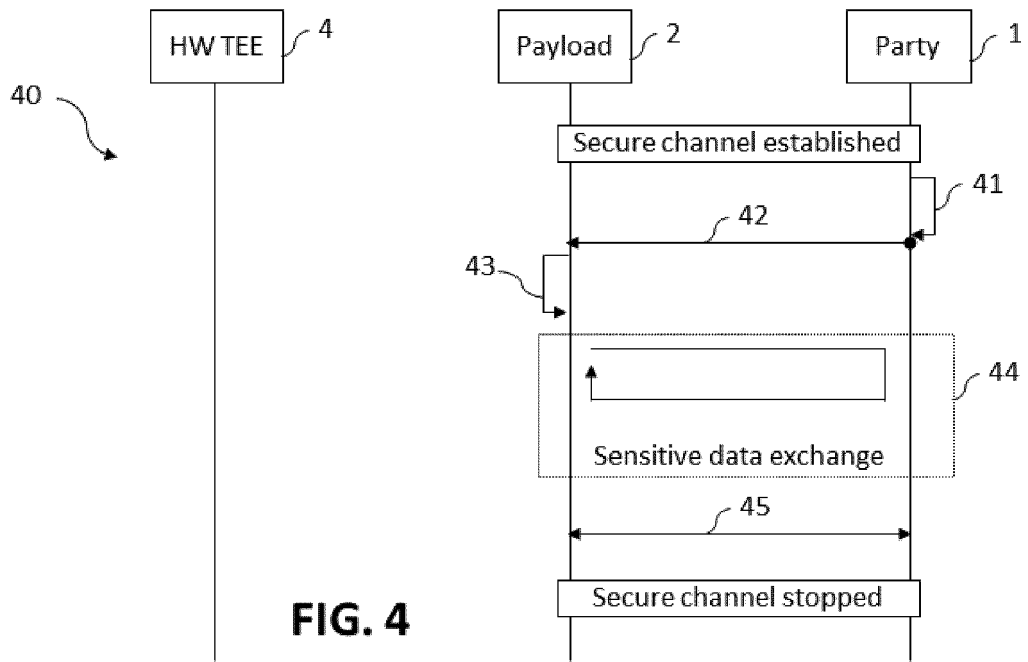 HW TEE
4
Payload
2
Party
1
40
Secure channel established
41
42
43
44
Sensitive data exchange
45
Secure channel stopped
FIG. 4